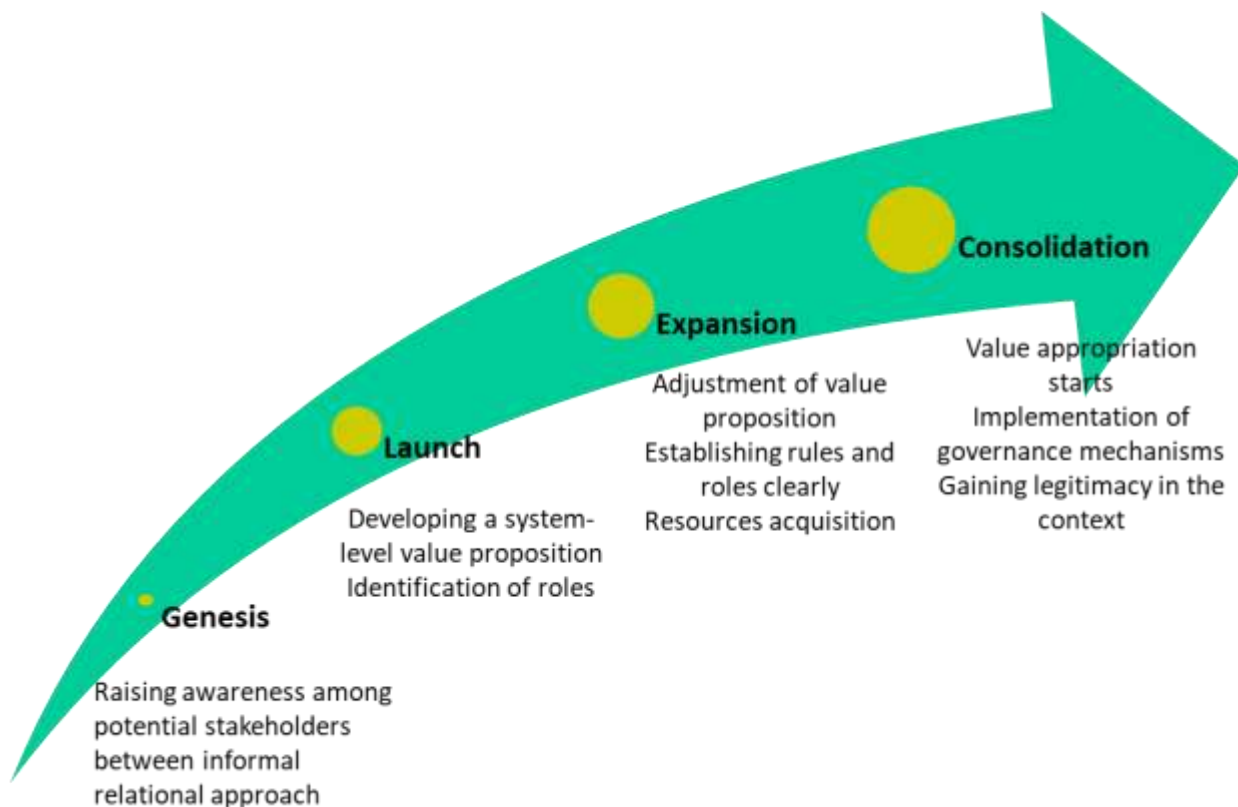 Genesis
Raising awareness among
potential stakeholders
between informal
relational approach
Launch
Developing a system-
level value proposition
Identification of roles
Expansion
Adjustment of value
proposition
Establishing rules and
roles clearly
Resources acquisition
Consolidation
Value appropriation
starts
Implementation of
governance mechanisms
Gaining legitimacy in the
context